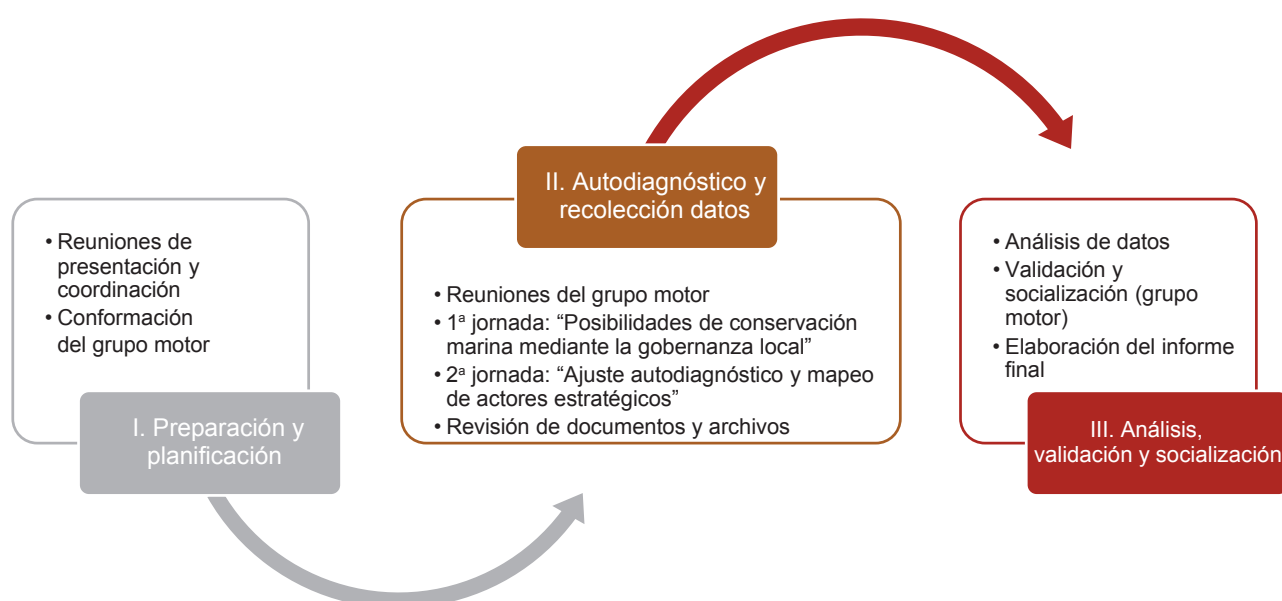 • Reuniones de
presentación y
coordinación
• Conformación
del grupo motor
I. Preparación y
planificación
II. Autodiagnóstico y
recolección datos
• Reuniones del grupo motor
• 1ª jornada: “Posibilidades de conservación
marina mediante la gobernanza local”
• 2ª jornada: “Ajuste autodiagnóstico y mapeo
de actores estratégicos”
• Revisión de documentos y archivos
• Análisis de datos
• Validación y
socialización (grupo
motor)
• Elaboración del informe
final
III. Análisis,
validación y socialización